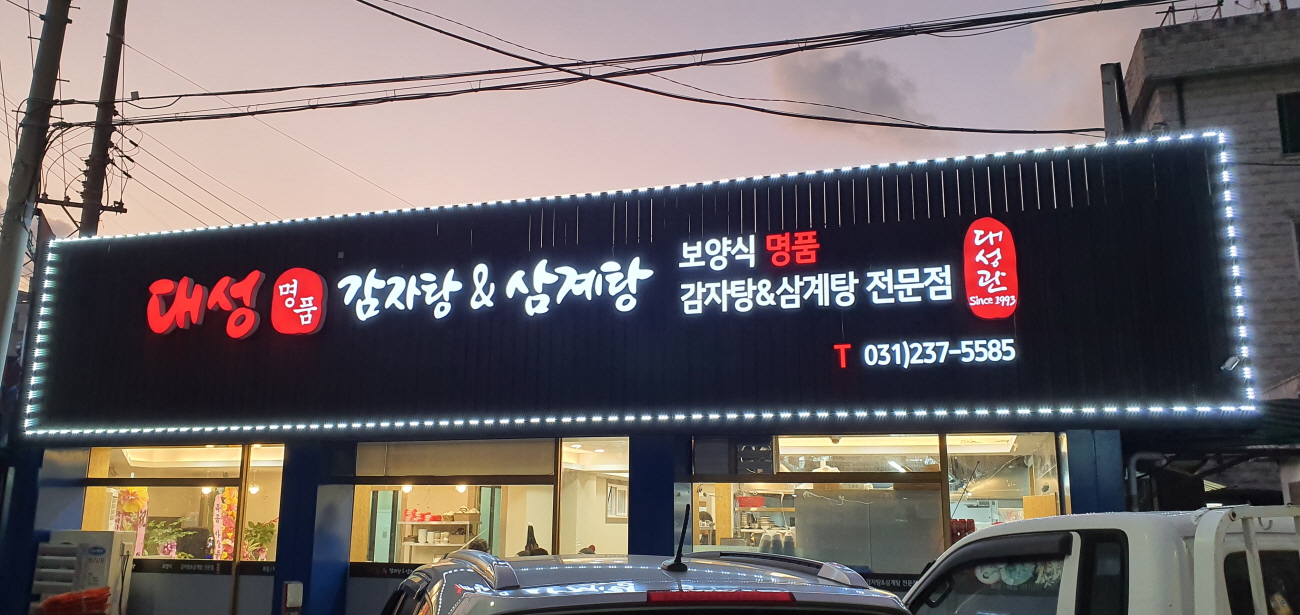 대성 명품 감자탕 & 삼계탕
보양식 명품
감자탕&삼계탕 전문점
대성관
Since 1993
T 031)237-5585